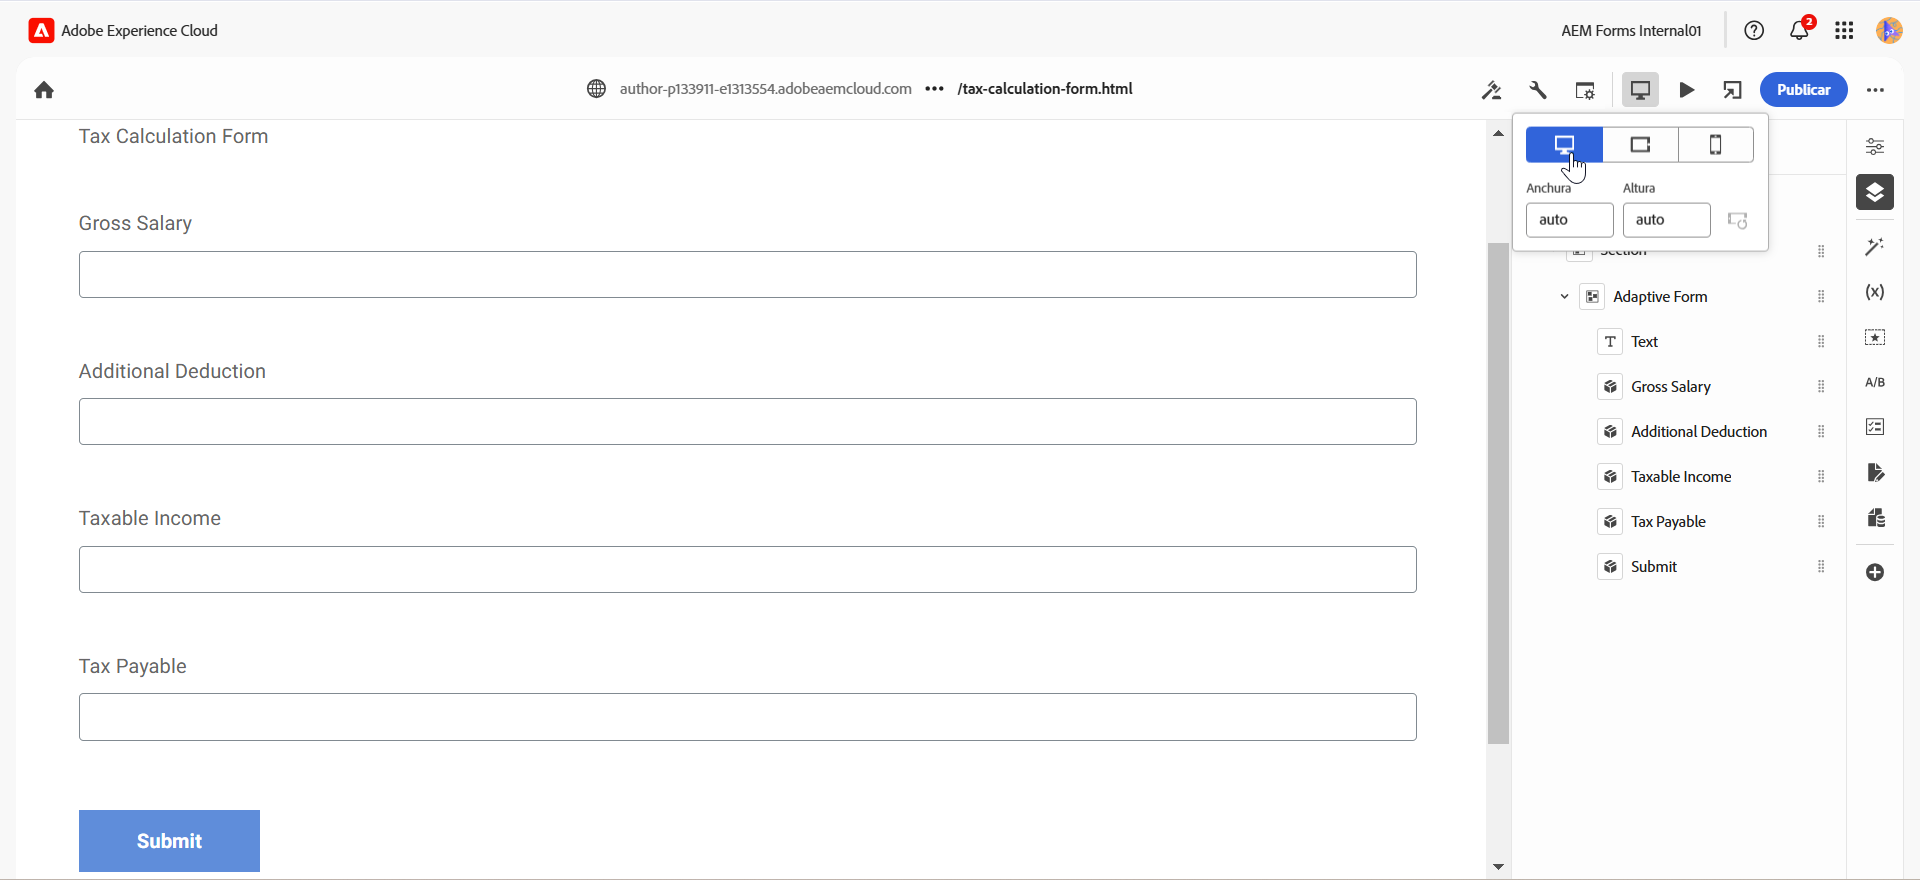 Adobe Experience Cloud
AEM Forms Internal01
2
author-p133911-e1313554.adobeaemcloud.com ••• /tax-calculation-form.html
Publicar
Tax Calculation Form
Gross Salary
Additional Deduction
Taxable Income
Tax Payable
Submit
Anchura
Altura
auto
auto
Section
Adaptive Form
T Text
Gross Salary
Additional Deduction
Taxable Income
Tax Payable
Submit
(x)
A/B